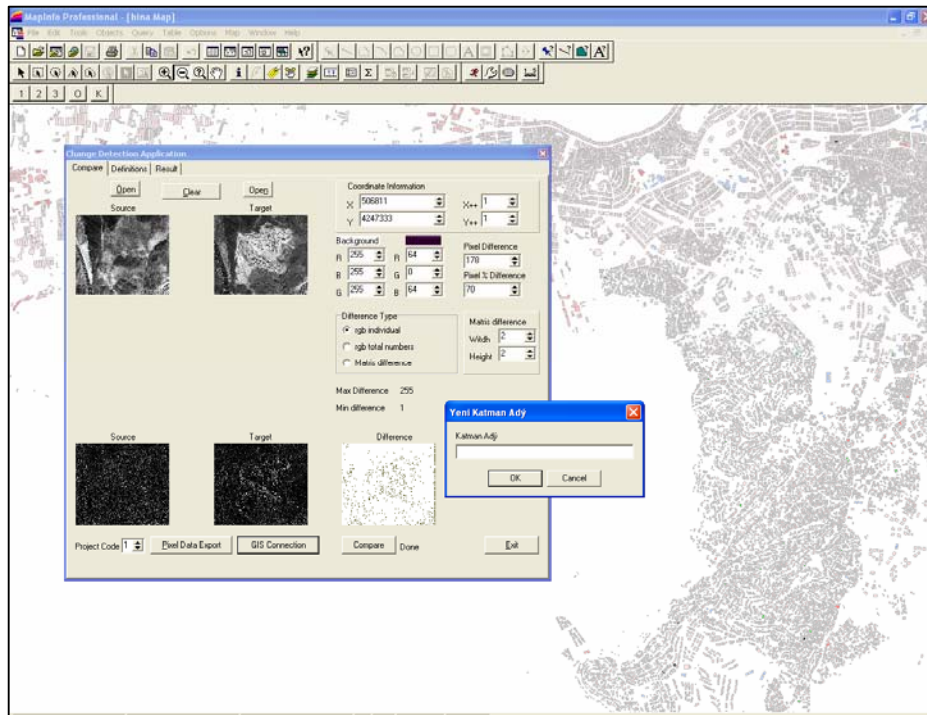 MapInfo Professional - [bina Map]
File Edit Tools Objects Query Table Options Map Window Help
1 2 3 O K
Change Detection Application
Compare Definitions Result
Open Clear Open
Source Target
Coordinate Information
X 506811 X++ 1
Y 4247333 Y++ 1
Background
R 255 R 64
B 255 G 0
G 255 B 64
Pixel Difference
178
Pixel % Difference
70
Difference Type
rgb individual
rgb total numbers
Matris difference
Matris difference
Witdh 2
Height 2
Max Difference 255
Min difference 1
Yeni Katman Adý
Katman Adý
OK Cancel
Source Target Difference
Project Code 1 Pixel Data Export GIS Connection Compare Done Exit